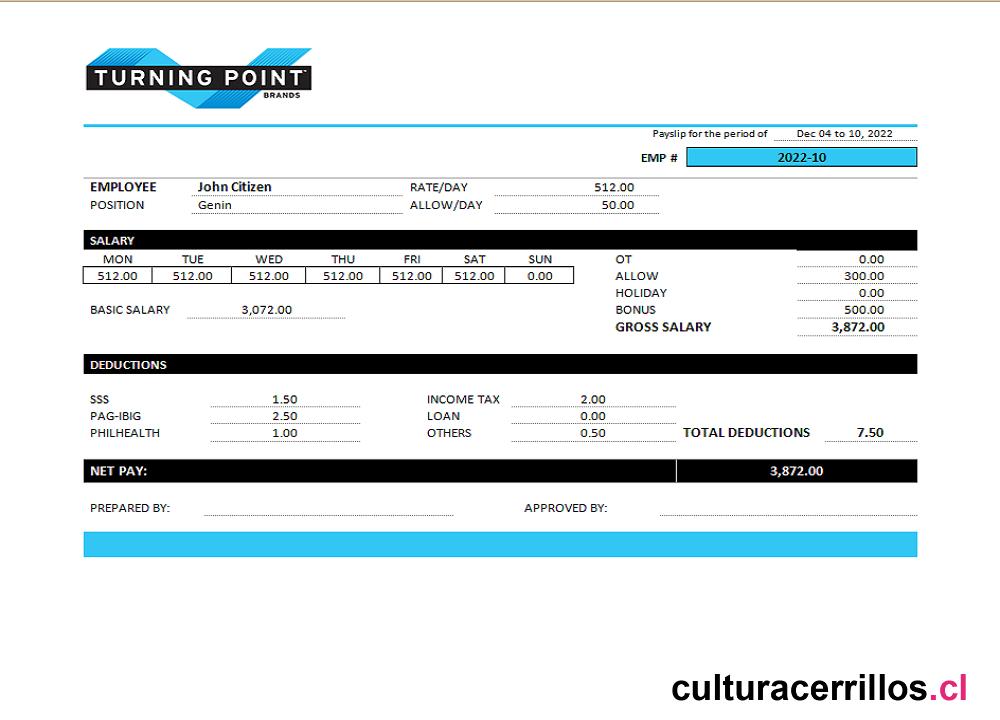 TURNING POINT
BRANDS
Payslip for the period of Dec 04 to 10, 2022
EMP # 2022-10
EMPLOYEE John Citizen RATE/DAY 512.00
POSITION Genin ALLOW/DAY 50.00
SALARY
MON TUE WED THU FRI SAT SUN OT 0.00
512.00 512.00 512.00 512.00 512.00 512.00 0.00 ALLOW 300.00
HOLIDAY 0.00
BASIC SALARY 3,072.00 BONUS 500.00
GROSS SALARY 3,872.00
DEDUCTIONS
SSS 1.50 INCOME TAX 2.00
PAG-IBIG 2.50 LOAN 0.00
PHILHEALTH 1.00 OTHERS 0.50 TOTAL DEDUCTIONS 7.50
NET PAY: 3,872.00
PREPARED BY: APPROVED BY:
culturacerrillos.cl